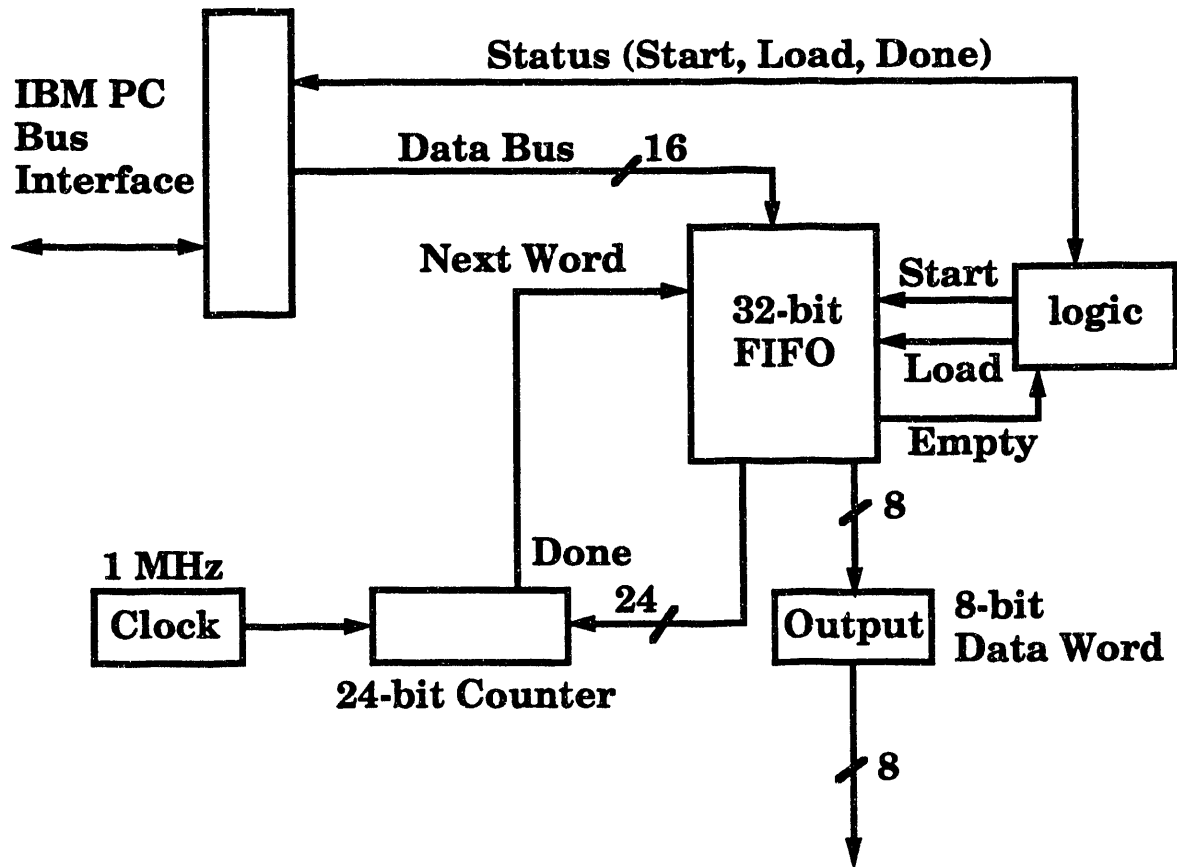 Status (Start, Load, Done)
IBM PC
Bus
Interface
Data Bus
16
Next Word
Start
32-bit
FIFO
logic
Load
Empty
8
Done
1 MHz
24
Clock
Output
8-bit
Data Word
24-bit Counter
8